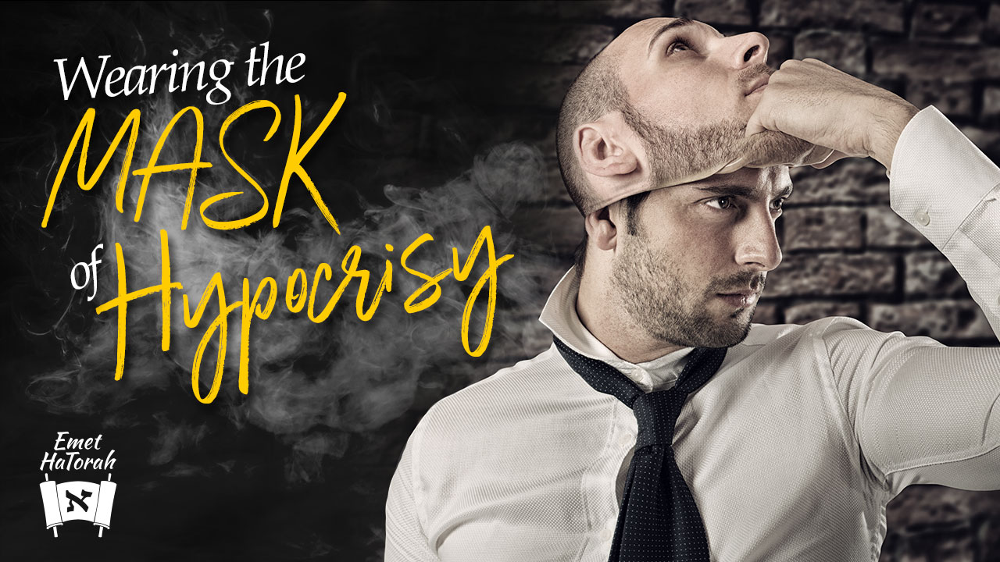 Wearing the
MASK
of Hypocrisy
Emet
HaTorah
א